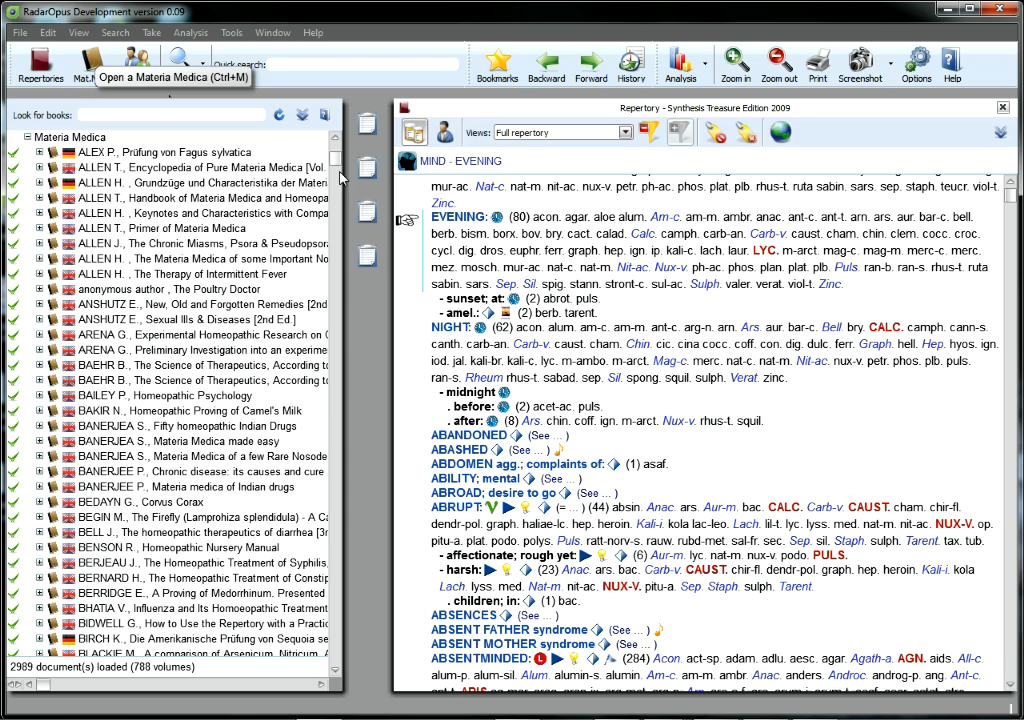 RadarOpus Development version 0.09
File Edit View Search Take Analysis Tools Window Help
Quick search:
Repertories Mat.M Bookmarks Backward Forward History Analysis Zoom in Zoom out Print Screenshot Options Help
Open a Materia Medica (Ctrl+M)
Look for books:
Materia Medica
ALEX P., Prüfung von Fagus sylvatica
ALLEN T., Encyclopedia of Pure Materia Medica [Vol.
ALLEN H. , Grundzüge und Characteristika der Materi
ALLEN T., Handbook of Materia Medica and Homeopa
ALLEN H. , Keynotes and Characteristics with Compa
ALLEN T., Primer of Materia Medica
ALLEN J., The Chronic Miasms, Psora & Pseudopsor
ALLEN H. , The Materia Medica of some Important No
ALLEN H. , The Therapy of Intermittent Fever
anonymous author , The Poultry Doctor
ANSHUTZ E., New, Old and Forgotten Remedies [2nd
ANSHUTZ E., Sexual Ills & Diseases [2nd Ed.]
ARENA G., Experimental Homeopathic Research on
ARENA G., Preliminary Investigation into an experime
BAEHR B., The Science of Therapeutics, According to
BAEHR B., The Science of Therapeutics, According to
BAILEY P., Homeopathic Psychology
BAKIR N., Homeopathic Proving of Camel's Milk
BANERJEA S., Fifty homeopathic Indian Drugs
BANERJEA S., Materia Medica made easy
BANERJEA S., Materia Medica of a few Rare Nosode
BANERJEE P., Chronic disease: its causes and cure
BANERJEE P., Materia medica of Indian drugs
BEDAYN G., Corvus Corax
BEGIN M., The Firefly (Lamprohiza splendidula) - A Ca
BELL J., The homeopathic therapeutics of diarrhea [3r
BENSON R., Homeopathic Nursery Manual
BERJEAU J., The Homeopathic Treatment of Syphilis,
BERNARD H., The Homeopathic Treatment of Constip
BERRIDGE E., A Proving of Medorrhinum. Presented
BHATIA V., Influenza and Its Homoeopathic Treatment
BIDWELL G., How to Use the Repertory with a Practic
BIRCH K., Die Amerikanische Prüfung von Sequoia se
BLACKIE M., A comparison of Arsenicum, Nitricum, A
2989 document(s) loaded (788 volumes)
Repertory - Synthesis Treasure Edition 2009
Views: Full repertory
MIND - EVENING
mur-ac. Nat-c. nat-m. nit-ac. nux-v. petr. ph-ac. phos. plat. plb. rhus-t. ruta sabin. sars. sep. staph. teucr. viol-t.
Zinc.
EVENING: (80) acon. agar. aloe alum. Am-c. am-m. ambr. anac. ant-c. ant-t. arn. ars. aur. bar-c. bell.
berb. bism. borx. bov. bry. cact. calad. Calc. camph. carb-an. Carb-v. caust. cham. chin. clem. cocc. croc.
cycl. dig. dros. euphr. ferr. graph. hep. ign. ip. kali-c. lach. laur. LYC. m-arct. mag-c. mag-m. merc-c. merc.
mez. mosch. mur-ac. nat-c. nat-m. Nit-ac. Nux-v. ph-ac. phos. plan. plat. plb. Puls. ran-b. ran-s. rhus-t. ruta
sabin. sars. Sep. Sil. spig. stann. stront-c. sul-ac. Sulph. valer. verat. viol-t. Zinc.
- sunset; at: (2) abrot. puls.
- amel.: (2) berb. tarent.
NIGHT: (62) acon. alum. am-c. am-m. ant-c. arg-n. arn. Ars. aur. bar-c. Bell. bry. CALC. camph. cann-s.
canth. carb-an. Carb-v. caust. cham. Chin. cic. cina cocc. coff. con. dig. dulc. ferr. Graph. hell. Hep. hyos. ign.
iod. jal. kali-br. kali-c. lyc. m-ambo. m-arct. Mag-c. merc. nat-c. nat-m. Nit-ac. nux-v. petr. phos. plb. puls.
ran-s. Rheum rhus-t. sabad. sep. Sil. spong. squil. sulph. Verat. zinc.
- midnight
. before: (2) acet-ac. puls.
. after: (8) Ars. chin. coff. ign. m-arct. Nux-v. rhus-t. squil.
ABANDONED (See ... )
ABASHED (See ... )
ABDOMEN agg.; complaints of: (1) asaf.
ABILITY; mental (See ... )
ABROAD; desire to go (See ... )
ABRUPT: (= ... ) (44) absin. Anac. ars. Aur-m. bac. CALC. Carb-v. CAUST. cham. chir-fl.
dendr-pol. graph. haliae-lc. hep. heroin. Kali-i. kola lac-leo. Lach. lil-t. lyc. lyss. med. nat-m. nit-ac. NUX-V. op.
pitu-a. plat. podo. polys. Puls. ratt-norv-s. rauw. rubd-met. sal-fr. sec. Sep. sil. Staph. sulph. Tarent. tax. tub.
- affectionate; rough yet: (6) Aur-m. lyc. nat-m. nux-v. podo. PULS.
- harsh: (23) Anac. ars. bac. Carb-v. CAUST. chir-fl. dendr-pol. graph. hep. heroin. Kali-i. kola
Lach. lyss. med. Nat-m. nit-ac. NUX-V. pitu-a. Sep. Staph. sulph. Tarent.
. children; in: (1) bac.
ABSENCES (See ... )
ABSENT FATHER syndrome (See ... )
ABSENT MOTHER syndrome (See ... )
ABSENTMINDED: (284) Acon. act-sp. adam. adlu. aesc. agar. Agath-a. AGN. aids. All-c.
alum-p. alum-sil. Alum. alumin-s. alumin. Am-c. am-m. ambr. Anac. anders. Androc. androg-p. ang. Ant-c.